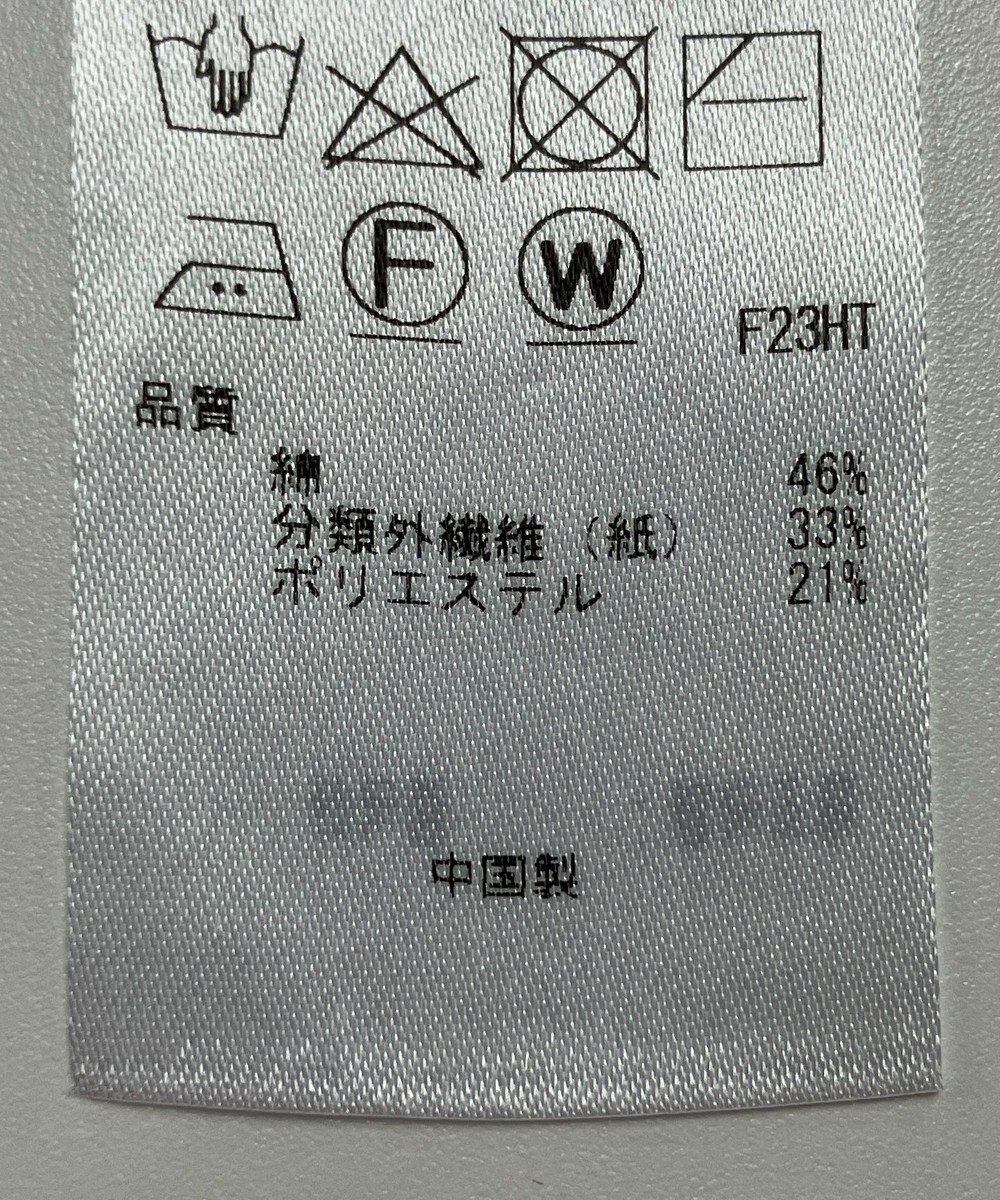 F W
F23HT
品質
綿 46%
分類外繊維（紙） 33%
ポリエステル 21%
中国製